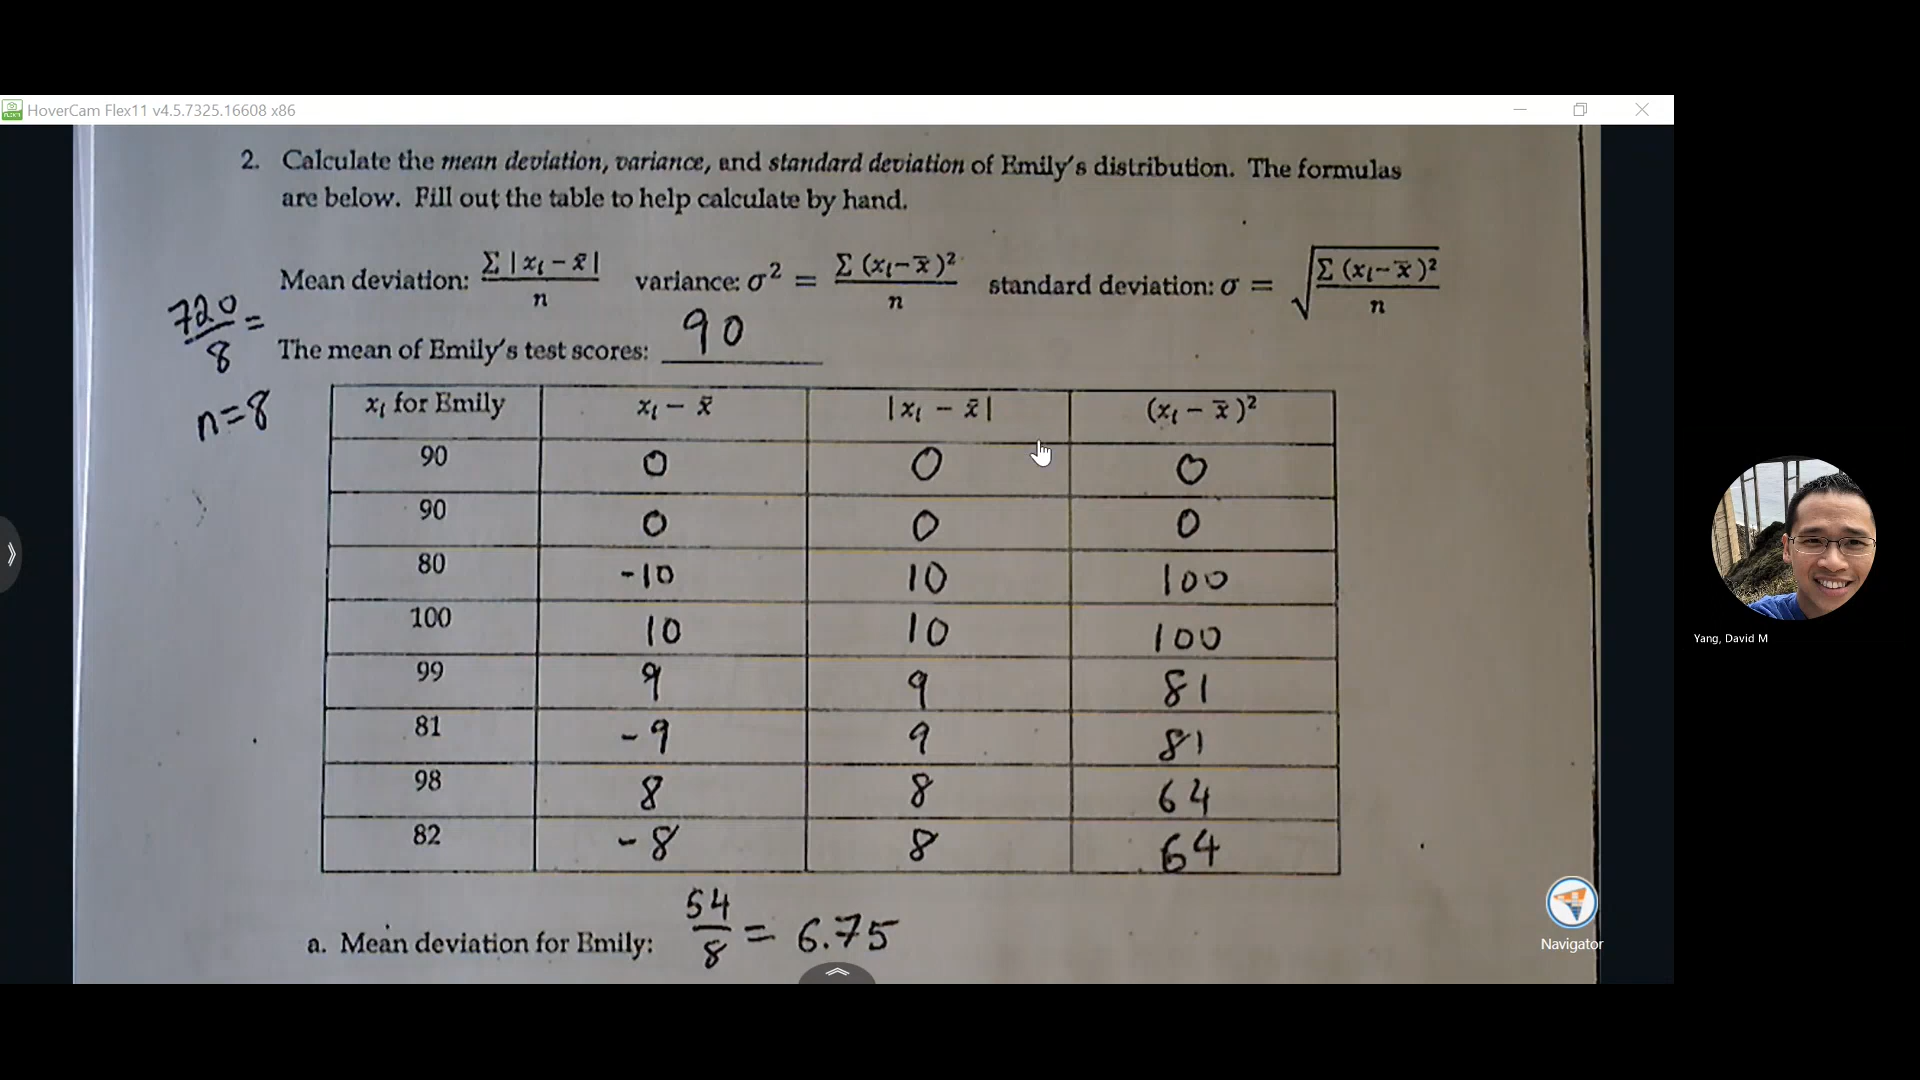 HoverCam Flex11 v4.5.7325.16608 x86
2. Calculate the mean deviation, variance, and standard deviation of Emily's distribution. The formulas
are below. Fill out the table to help calculate by hand.
Mean deviation: Σ |xᵢ − x̄| / n variance: σ² = Σ (xᵢ − x̄)² / n standard deviation: σ = √(Σ (xᵢ − x̄)² / n)
720/8 =
The mean of Emily's test scores: 90
n=8
xᵢ for Emily xᵢ − x̄ |xᵢ − x̄| (xᵢ − x̄)²
90 0 0 0
90 0 0 0
80 -10 10 100
100 10 10 100
99 9 9 81
81 -9 9 81
98 8 8 64
82 -8 8 64
a. Mean deviation for Emily: 54/8 = 6.75
Navigator
Yang, David M